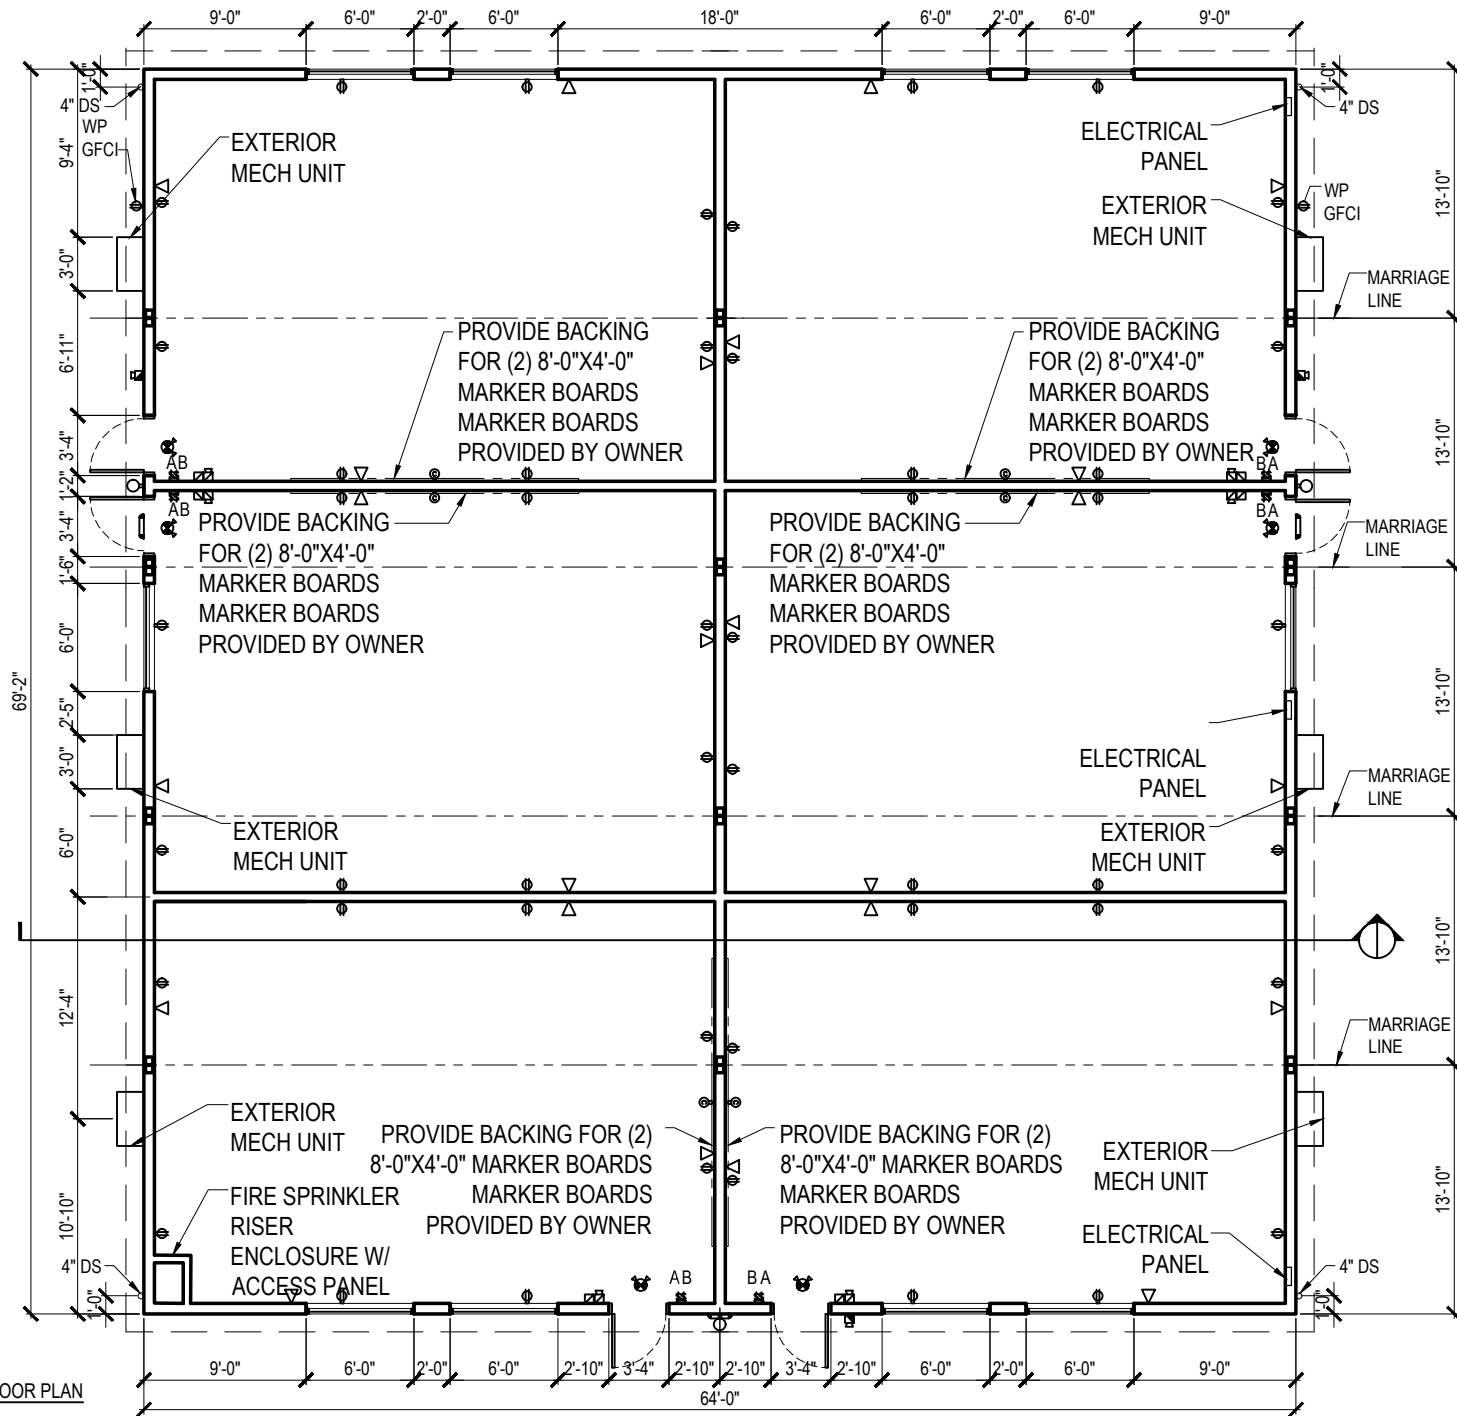 9'-0" 6'-0" 2'-0" 6'-0" 18'-0" 6'-0" 2'-0" 6'-0" 9'-0"
1'-0"
1'-0"
4" DS
4" DS
WP
GFCI
9'-4"
EXTERIOR
MECH UNIT
ELECTRICAL
PANEL
13'-10"
WP
GFCI
EXTERIOR
MECH UNIT
3'-0"
MARRIAGE
LINE
6'-11"
PROVIDE BACKING
FOR (2) 8'-0"X4'-0"
MARKER BOARDS
MARKER BOARDS
PROVIDED BY OWNER
PROVIDE BACKING
FOR (2) 8'-0"X4'-0"
MARKER BOARDS
MARKER BOARDS
PROVIDED BY OWNER
13'-10"
3'-4"
AB
BA
1'-2"
AB
BA
3'-4"
PROVIDE BACKING
FOR (2) 8'-0"X4'-0"
MARKER BOARDS
MARKER BOARDS
PROVIDED BY OWNER
PROVIDE BACKING
FOR (2) 8'-0"X4'-0"
MARKER BOARDS
MARKER BOARDS
PROVIDED BY OWNER
MARRIAGE
LINE
1'-6"
6'-0"
69'-2"
2'-5"
13'-10"
3'-0"
ELECTRICAL
PANEL
MARRIAGE
LINE
6'-0"
EXTERIOR
MECH UNIT
EXTERIOR
MECH UNIT
13'-10"
12'-4"
MARRIAGE
LINE
EXTERIOR
MECH UNIT
PROVIDE BACKING FOR (2)
8'-0"X4'-0" MARKER BOARDS
MARKER BOARDS
PROVIDED BY OWNER
PROVIDE BACKING FOR (2)
8'-0"X4'-0" MARKER BOARDS
MARKER BOARDS
PROVIDED BY OWNER
EXTERIOR
MECH UNIT
13'-10"
10'-10"
FIRE SPRINKLER
RISER
ENCLOSURE W/
ACCESS PANEL
ELECTRICAL
PANEL
4" DS
4" DS
AB
BA
1'-0"
1'-0"
9'-0" 6'-0" 2'-0" 6'-0" 2'-10" 3'-4" 2'-10" 2'-10" 3'-4" 2'-10" 6'-0" 2'-0" 6'-0" 9'-0"
64'-0"
OOR PLAN